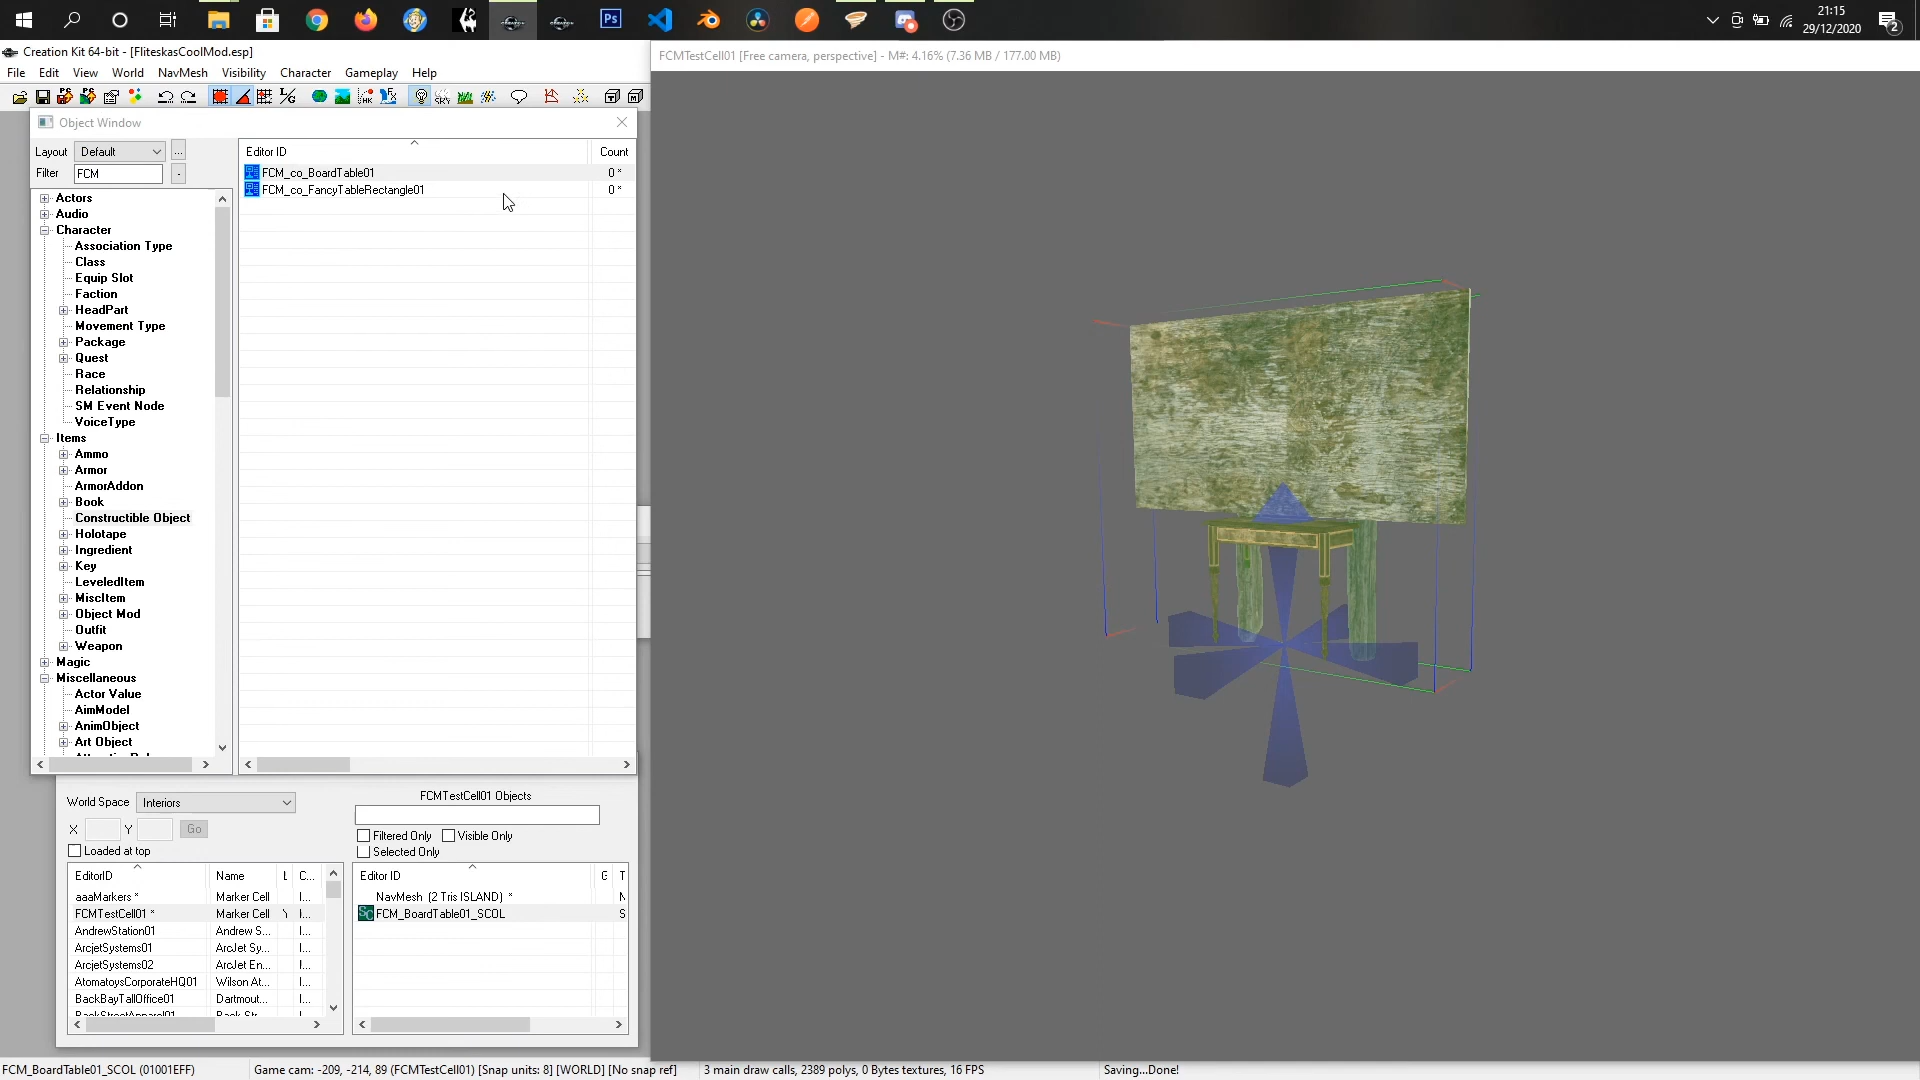 21:15
29/12/2020
2
Ps
Creation Kit 64-bit - [FliteskasCoolMod.esp]
File Edit View World NavMesh Visibility Character Gameplay Help
FCMTestCell01 [Free camera, perspective] - M#: 4.16% (7.36 MB / 177.00 MB)
Object Window
Layout Default ...
Filter FCM -
Editor ID Count
FCM_co_BoardTable01 0 *
FCM_co_FancyTableRectangle01 0 *
Actors
Audio
Character
Association Type
Class
Equip Slot
Faction
HeadPart
Movement Type
Package
Quest
Race
Relationship
SM Event Node
VoiceType
Items
Ammo
Armor
ArmorAddon
Book
Constructible Object
Holotape
Ingredient
Key
LeveledItem
MiscItem
Object Mod
Outfit
Weapon
Magic
Miscellaneous
Actor Value
AimModel
AnimObject
Art Object
World Space Interiors
X Y Go
Loaded at top
FCMTestCell01 Objects
Filtered Only Visible Only
Selected Only
EditorID Name L C...
aaaMarkers * Marker Cell I...
FCMTestCell01 * Marker Cell Y I...
AndrewStation01 Andrew S... I...
ArcjetSystems01 ArcJet Sy... I...
ArcjetSystems02 ArcJet En... I...
AtomatoysCorporateHQ01 Wilson At... I...
BackBayTallOffice01 Dartmout... I...
Editor ID G T
NavMesh (2 Tris ISLAND) * N
FCM_BoardTable01_SCOL S
FCM_BoardTable01_SCOL (01001EFF) Game cam: -209, -214, 89 (FCMTestCell01) [Snap units: 8] [WORLD] [No snap ref] 3 main draw calls, 2389 polys, 0 Bytes textures, 16 FPS Saving...Done!